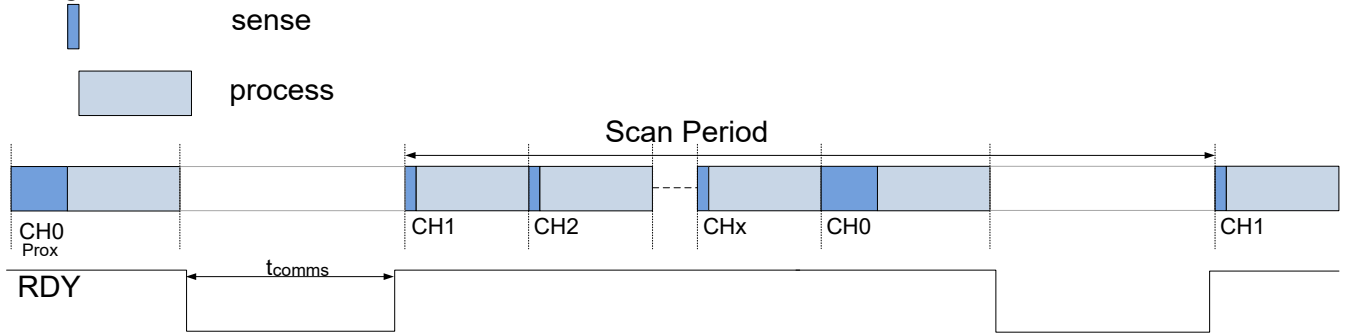 sense
process
Scan Period
CH0
Prox
CH1
CH2
CHx
CH0
CH1
RDY
tcomms